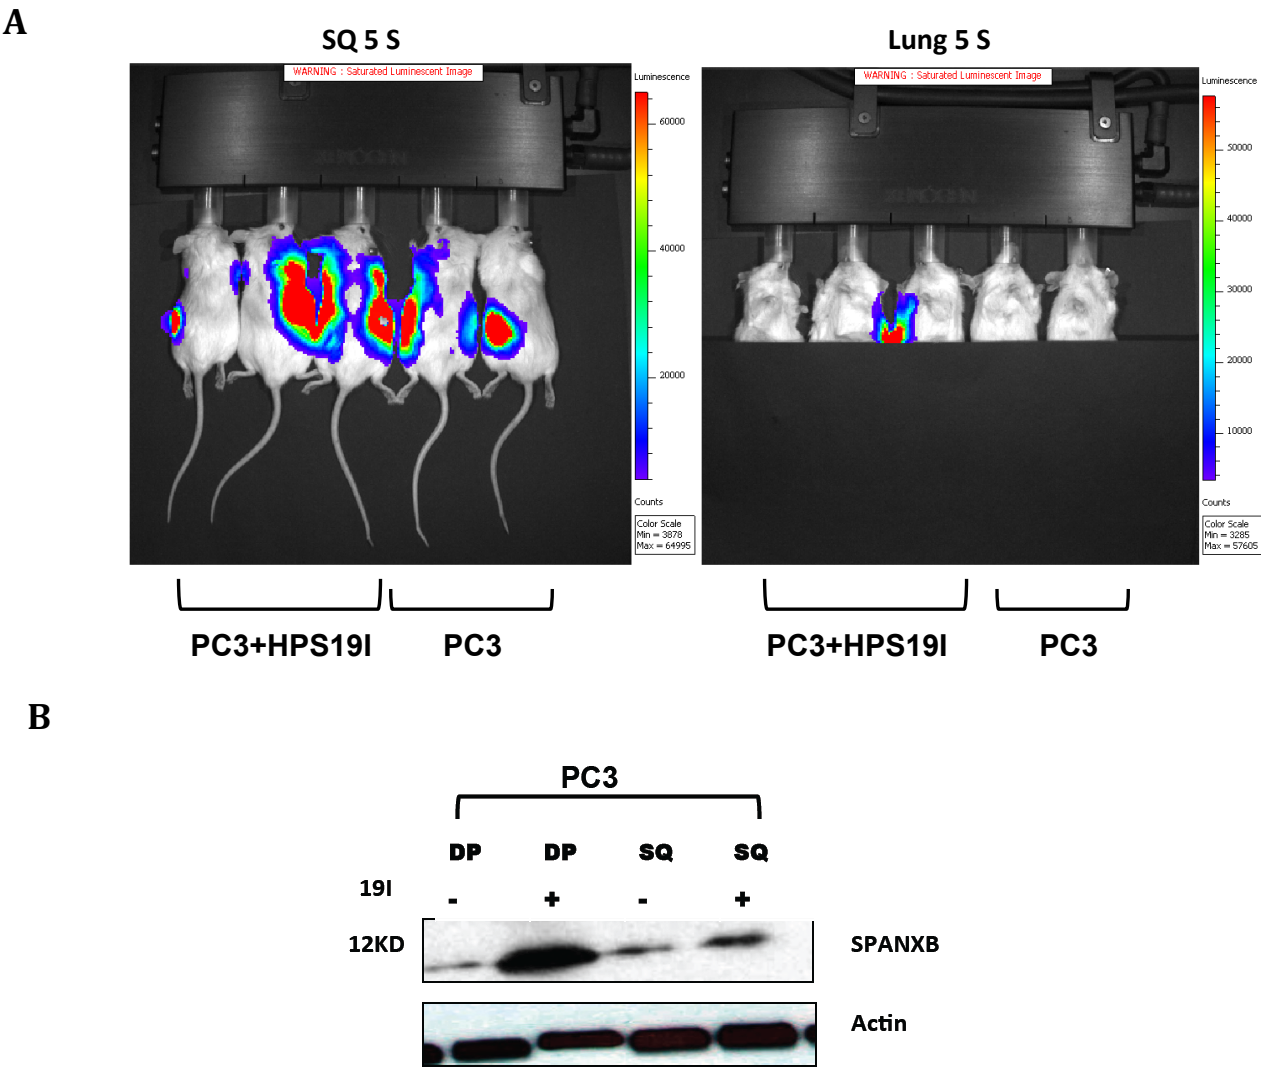 A
SQ 5 S
Lung 5 S
WARNING : Saturated Luminescent Image
Luminescence
60000
40000
20000
Counts
Color Scale
Min = 3878
Max = 64995
WARNING : Saturated Luminescent Image
Luminescence
50000
40000
30000
20000
10000
Counts
Color Scale
Min = 3285
Max = 57605
PC3+HPS19I
PC3
PC3+HPS19I
PC3
B
PC3
DP DP SQ SQ
19I - + - +
12KD
SPANXB
Actin